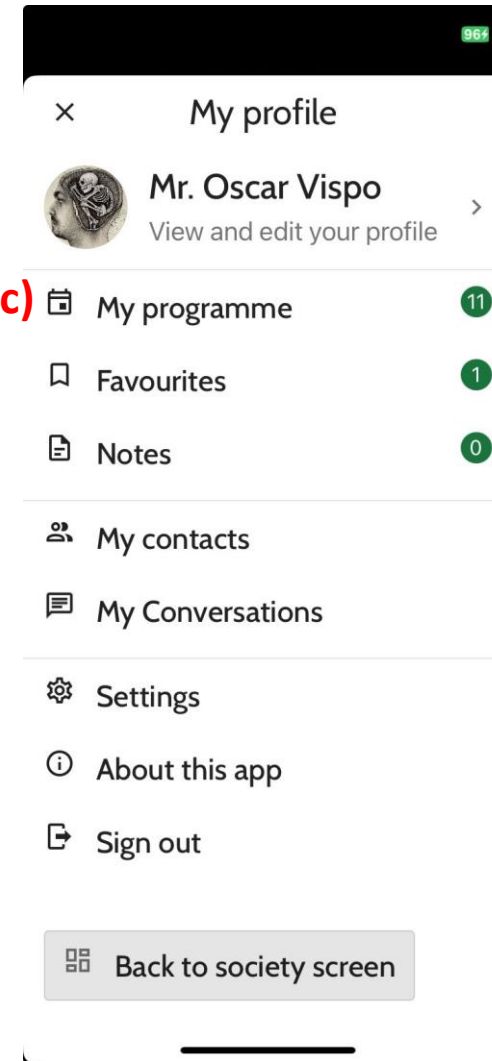 96
My profile
Mr. Oscar Vispo
View and edit your profile
c) My programme 11
Favourites 1
Notes 0
My contacts
My Conversations
Settings
About this app
Sign out
Back to society screen